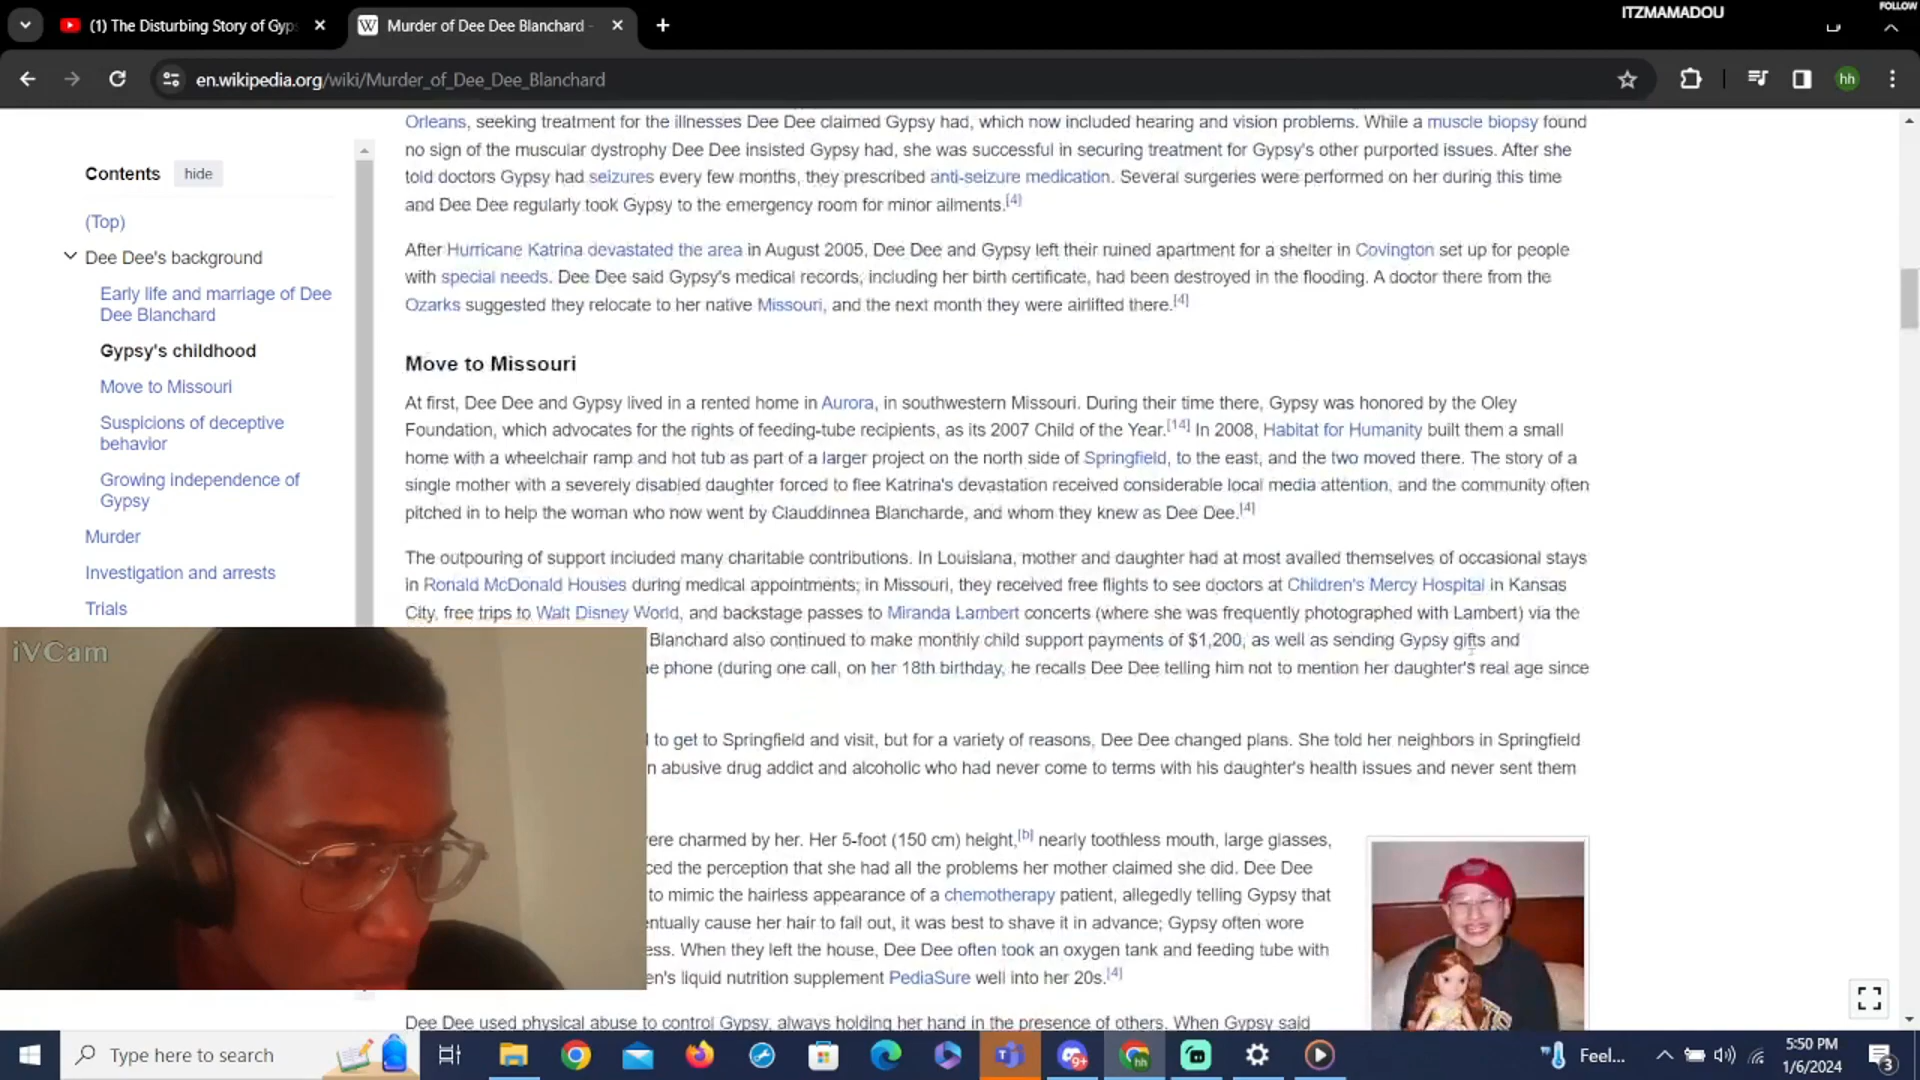 ITZMAMADOU
FOLLOW
(1) The Disturbing Story of Gyps
Murder of Dee Dee Blanchard -
en.wikipedia.org/wiki/Murder_of_Dee_Dee_Blanchard
hh
Contents
hide
(Top)
Dee Dee's background
Early life and marriage of Dee
Dee Blanchard
Gypsy's childhood
Move to Missouri
Suspicions of deceptive
behavior
Growing independence of
Gypsy
Murder
Investigation and arrests
Trials
Orleans, seeking treatment for the illnesses Dee Dee claimed Gypsy had, which now included hearing and vision problems. While a muscle biopsy found
no sign of the muscular dystrophy Dee Dee insisted Gypsy had, she was successful in securing treatment for Gypsy's other purported issues. After she
told doctors Gypsy had seizures every few months, they prescribed anti-seizure medication. Several surgeries were performed on her during this time
and Dee Dee regularly took Gypsy to the emergency room for minor ailments.[4]
After Hurricane Katrina devastated the area in August 2005, Dee Dee and Gypsy left their ruined apartment for a shelter in Covington set up for people
with special needs. Dee Dee said Gypsy's medical records, including her birth certificate, had been destroyed in the flooding. A doctor there from the
Ozarks suggested they relocate to her native Missouri, and the next month they were airlifted there.[4]
Move to Missouri
At first, Dee Dee and Gypsy lived in a rented home in Aurora, in southwestern Missouri. During their time there, Gypsy was honored by the Oley
Foundation, which advocates for the rights of feeding-tube recipients, as its 2007 Child of the Year.[14] In 2008, Habitat for Humanity built them a small
home with a wheelchair ramp and hot tub as part of a larger project on the north side of Springfield, to the east, and the two moved there. The story of a
single mother with a severely disabled daughter forced to flee Katrina's devastation received considerable local media attention, and the community often
pitched in to help the woman who now went by Clauddinnea Blancharde, and whom they knew as Dee Dee.[4]
The outpouring of support included many charitable contributions. In Louisiana, mother and daughter had at most availed themselves of occasional stays
in Ronald McDonald Houses during medical appointments; in Missouri, they received free flights to see doctors at Children's Mercy Hospital in Kansas
City, free trips to Walt Disney World, and backstage passes to Miranda Lambert concerts (where she was frequently photographed with Lambert) via the
Blanchard also continued to make monthly child support payments of $1,200, as well as sending Gypsy gifts and
e phone (during one call, on her 18th birthday, he recalls Dee Dee telling him not to mention her daughter's real age since
to get to Springfield and visit, but for a variety of reasons, Dee Dee changed plans. She told her neighbors in Springfield
n abusive drug addict and alcoholic who had never come to terms with his daughter's health issues and never sent them
ere charmed by her. Her 5-foot (150 cm) height,[b] nearly toothless mouth, large glasses,
ced the perception that she had all the problems her mother claimed she did. Dee Dee
to mimic the hairless appearance of a chemotherapy patient, allegedly telling Gypsy that
entually cause her hair to fall out, it was best to shave it in advance; Gypsy often wore
ess. When they left the house, Dee Dee often took an oxygen tank and feeding tube with
en's liquid nutrition supplement PediaSure well into her 20s.[4]
Dee Dee used physical abuse to control Gypsy, always holding her hand in the presence of others. When Gypsy said
iVCam
Type here to search
9+
hh
Feel...
5:50 PM
1/6/2024
3